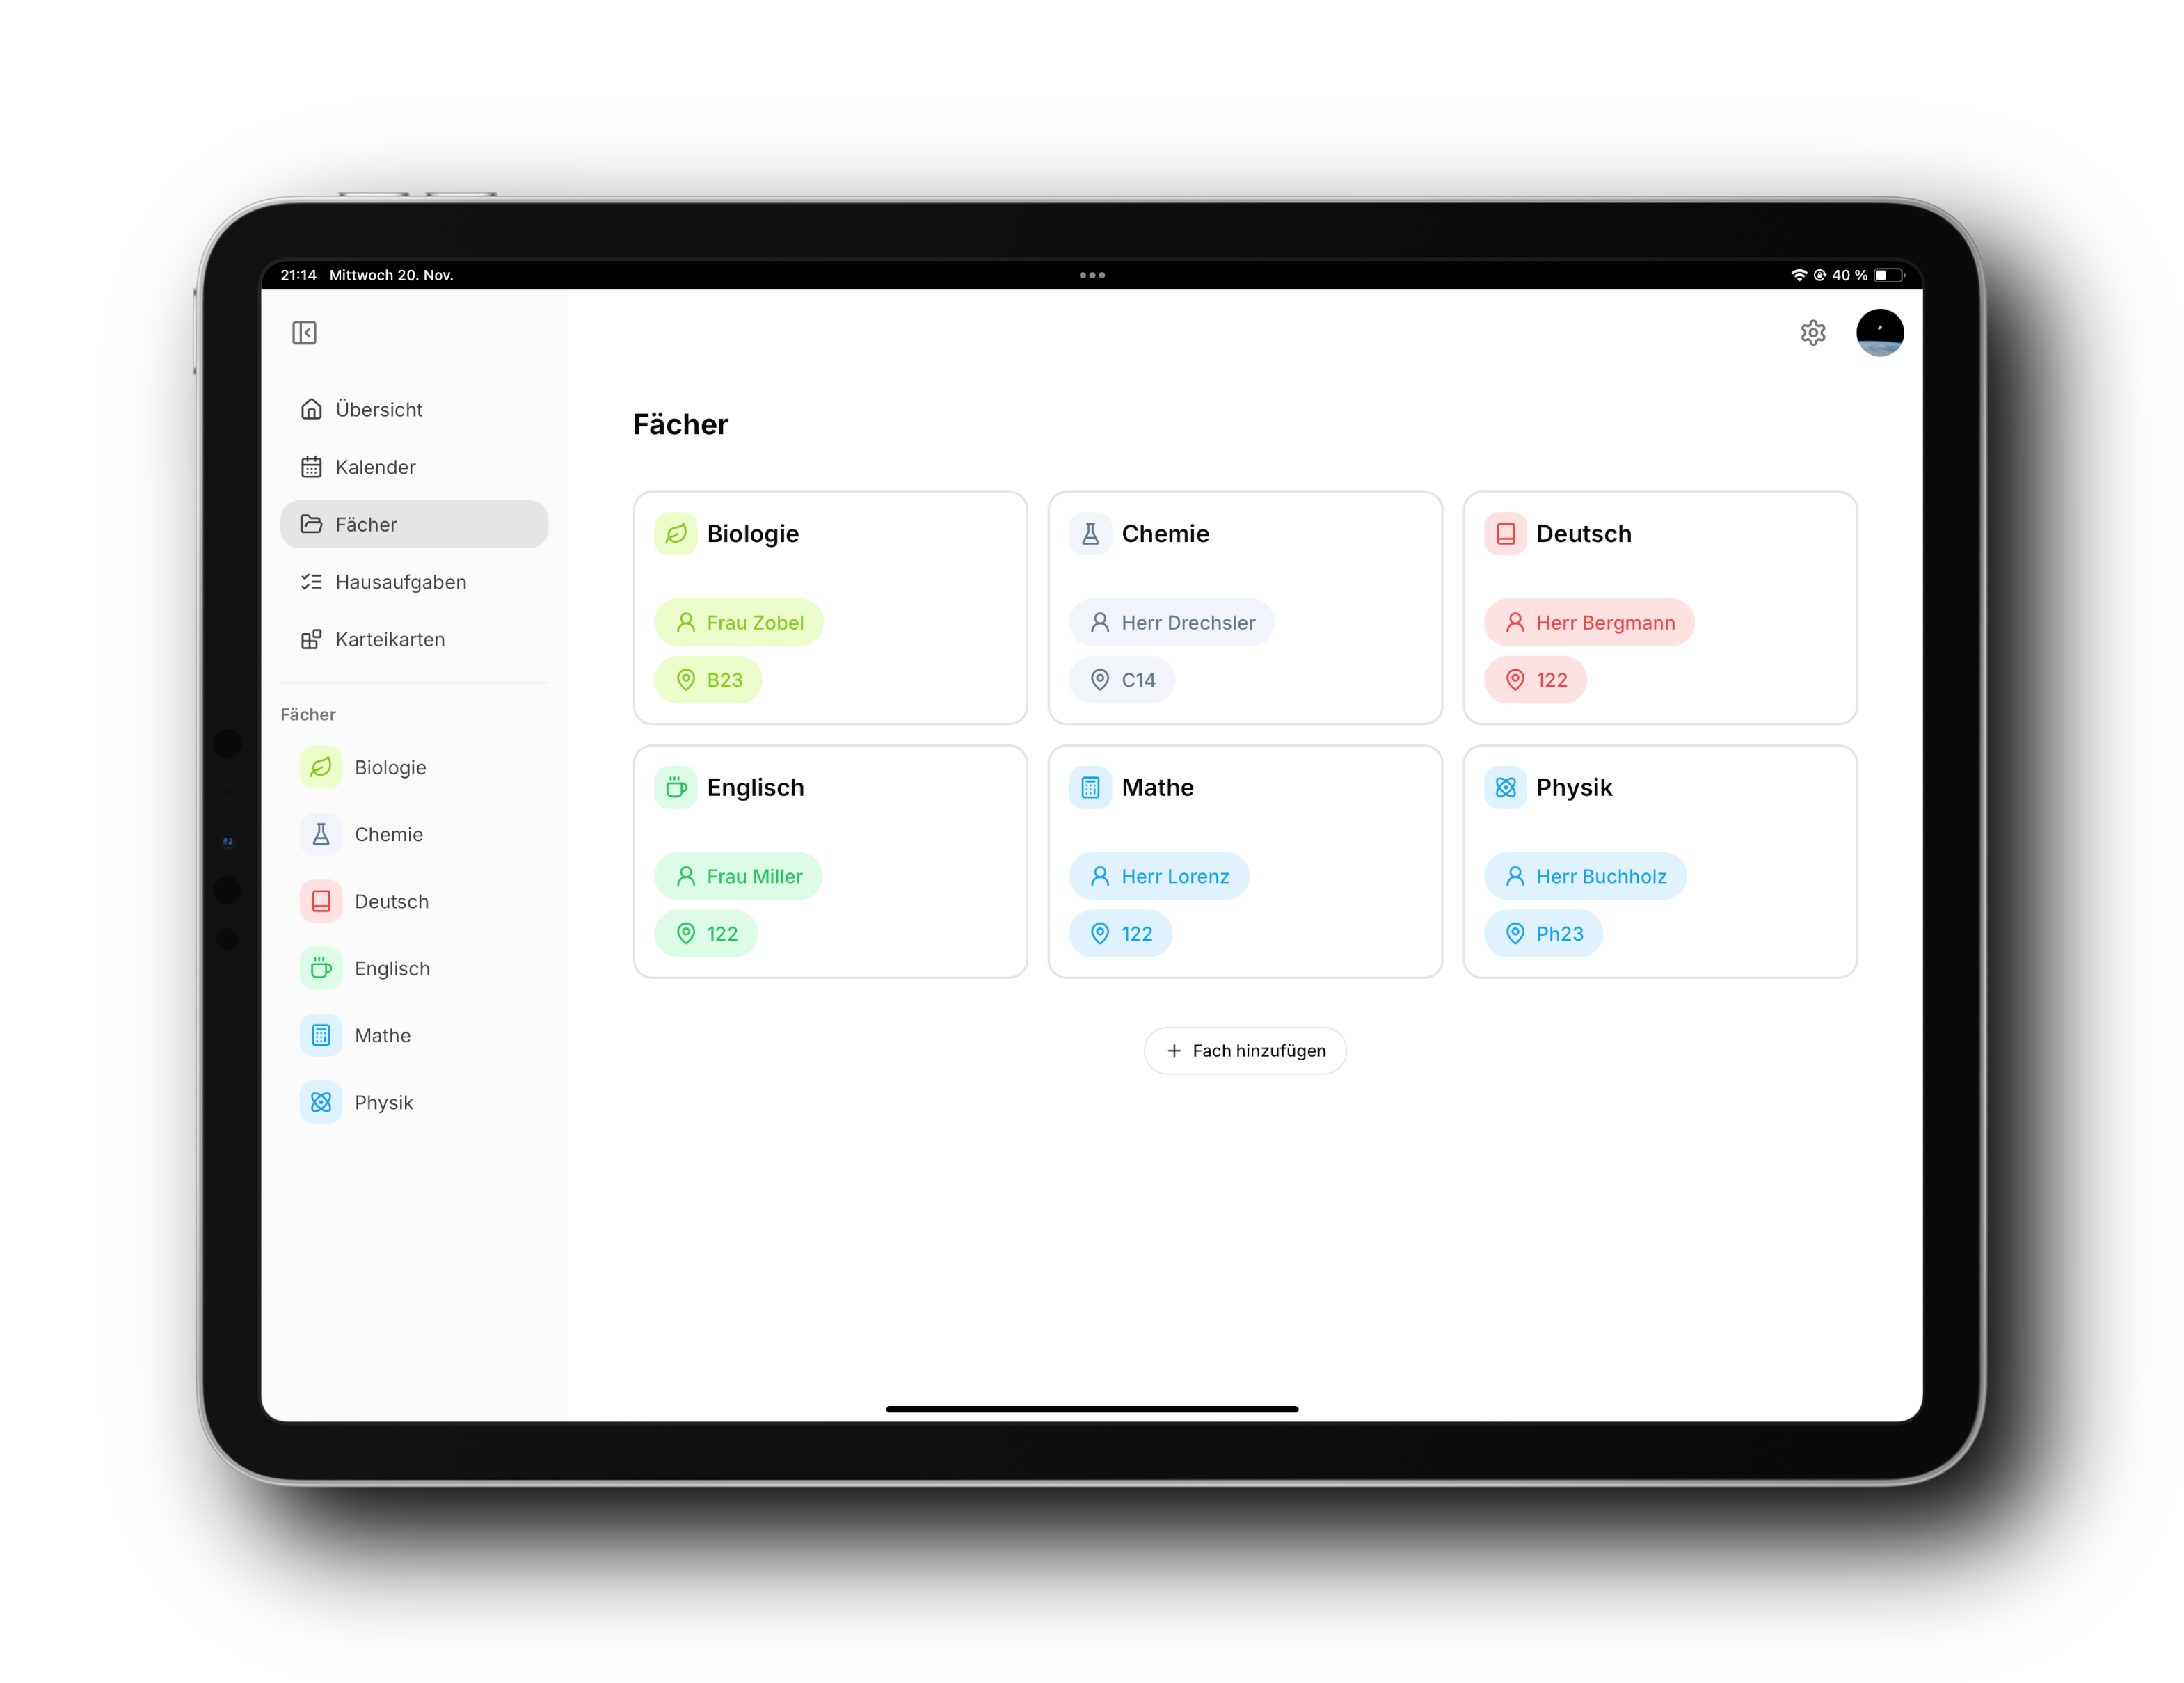 21:14 Mittwoch 20. Nov.
40 %
Übersicht
Kalender
Fächer
Hausaufgaben
Karteikarten
Fächer
Biologie
Chemie
Deutsch
Englisch
Mathe
Physik
Fächer
Biologie
Frau Zobel
B23
Chemie
Herr Drechsler
C14
Deutsch
Herr Bergmann
122
Englisch
Frau Miller
122
Mathe
Herr Lorenz
122
Physik
Herr Buchholz
Ph23
Fach hinzufügen